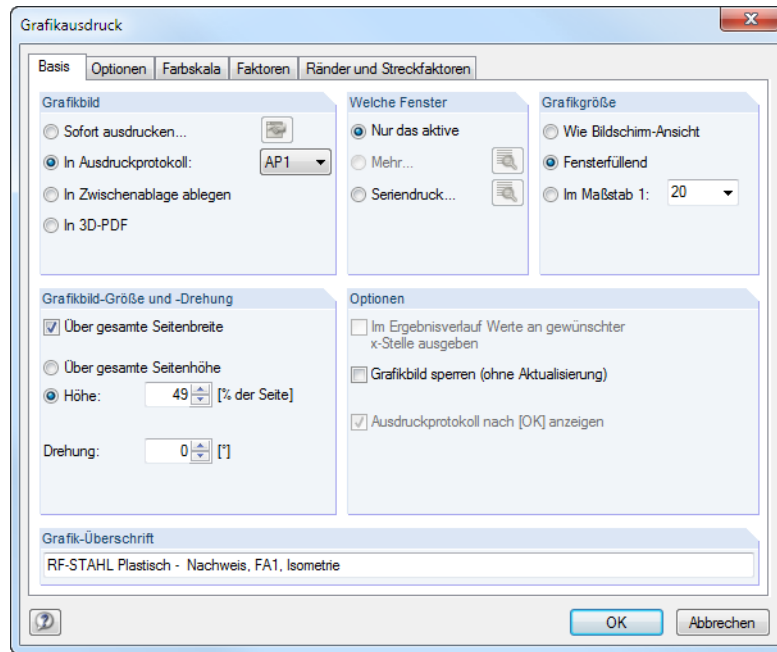 Grafikausdruck
Basis
Optionen
Farbskala
Faktoren
Ränder und Streckfaktoren
Grafikbild
Sofort ausdrucken...
In Ausdruckprotokoll:
AP1
In Zwischenablage ablegen
In 3D-PDF
Welche Fenster
Nur das aktive
Mehr...
Seriendruck...
Grafikgröße
Wie Bildschirm-Ansicht
Fensterfüllend
Im Maßstab 1:
20
Grafikbild-Größe und -Drehung
Über gesamte Seitenbreite
Über gesamte Seitenhöhe
Höhe:
49
[% der Seite]
Drehung:
0
[°]
Optionen
Im Ergebnisverlauf Werte an gewünschter
x-Stelle ausgeben
Grafikbild sperren (ohne Aktualisierung)
Ausdruckprotokoll nach [OK] anzeigen
Grafik-Überschrift
RF-STAHL Plastisch - Nachweis, FA1, Isometrie
OK
Abbrechen